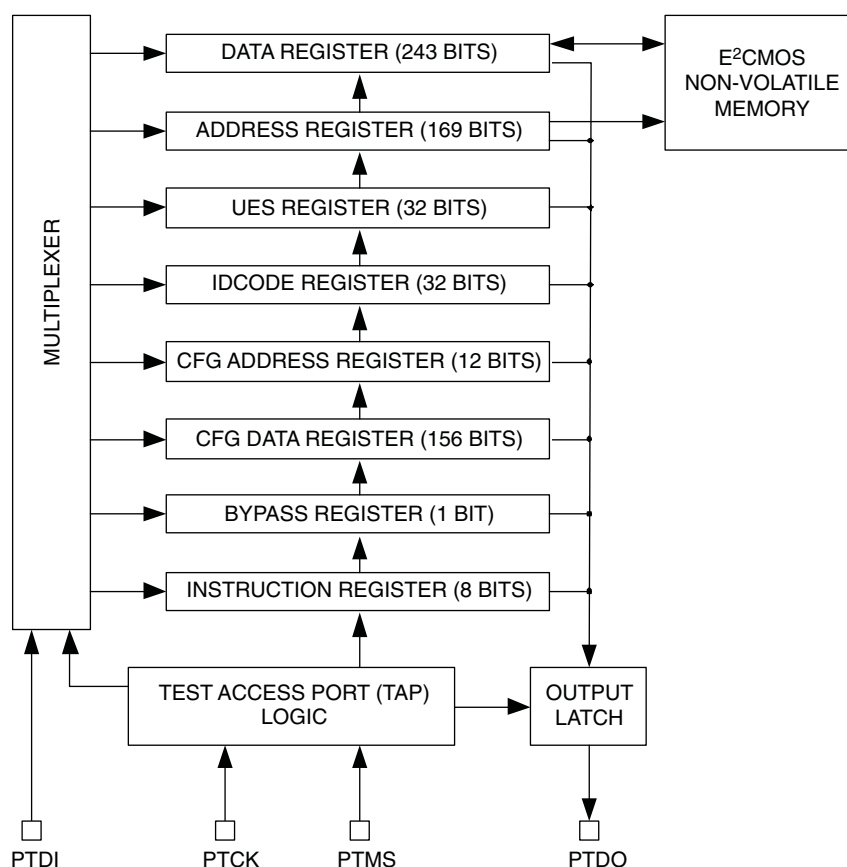 DATA REGISTER (243 BITS)
E²CMOS
NON-VOLATILE
MEMORY
ADDRESS REGISTER (169 BITS)
UES REGISTER (32 BITS)
MULTIPLEXER
IDCODE REGISTER (32 BITS)
CFG ADDRESS REGISTER (12 BITS)
CFG DATA REGISTER (156 BITS)
BYPASS REGISTER (1 BIT)
INSTRUCTION REGISTER (8 BITS)
TEST ACCESS PORT (TAP)
LOGIC
OUTPUT
LATCH
PTDI
PTCK
PTMS
PTDO